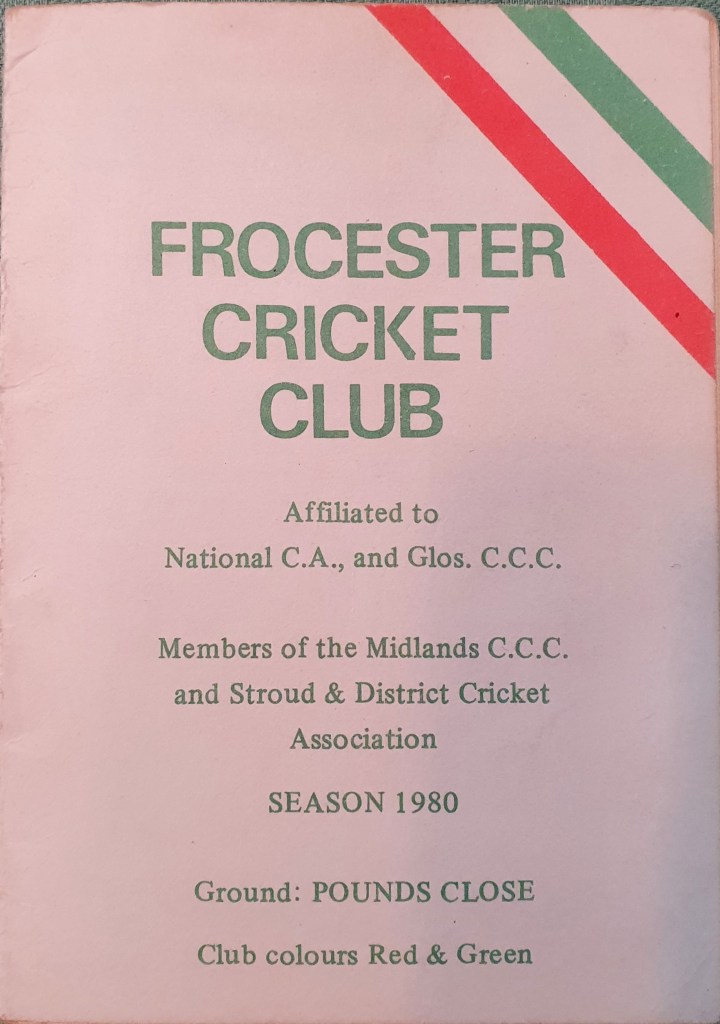 FROCESTER
CRICKET
CLUB
Affiliated to
National C.A., and Glos. C.C.C.
Members of the Midlands C.C.C.
and Stroud & District Cricket
Association
SEASON 1980
Ground: POUNDS CLOSE
Club colours Red & Green